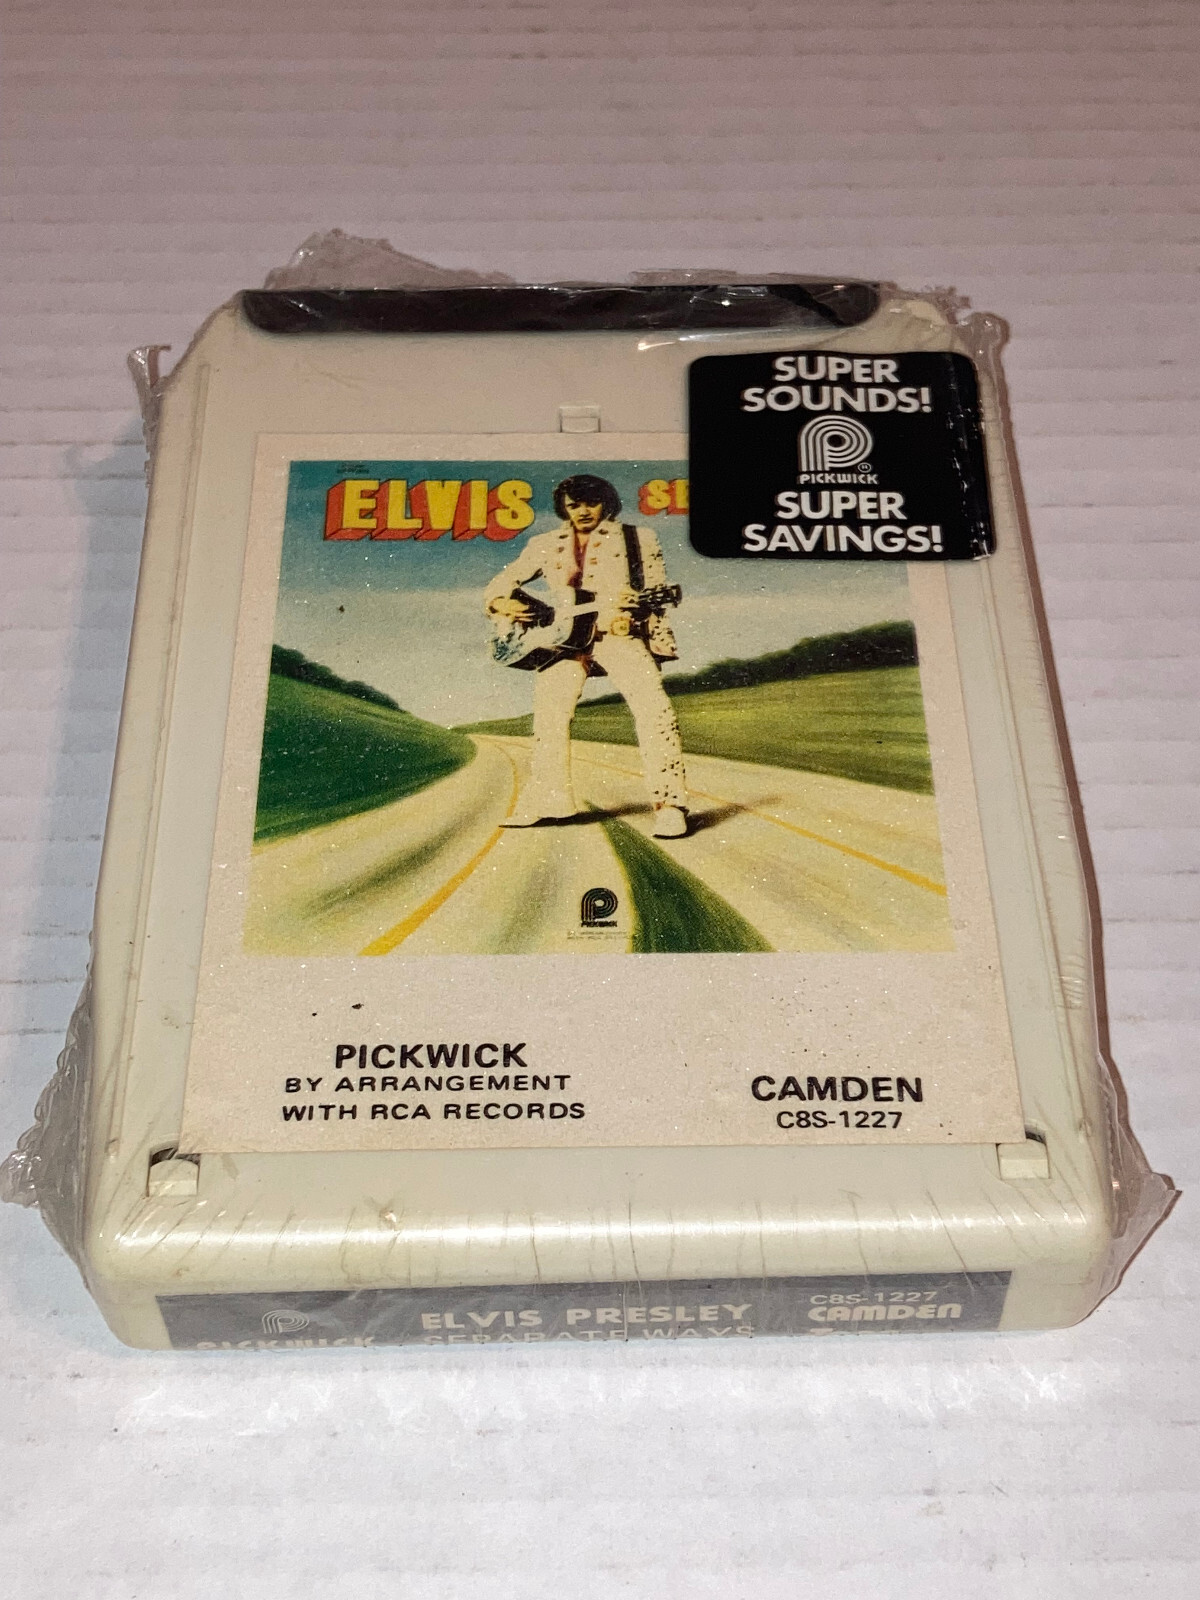 SUPER
SOUNDS!
PICKWICK
SUPER
SAVINGS!
ELVIS
PICKWICK
PICKWICK
BY ARRANGEMENT
WITH RCA RECORDS
CAMDEN
C8S-1227
PICKWICK
ELVIS PRESLEY
SEPARATE WAYS
C8S-1227
CAMDEN